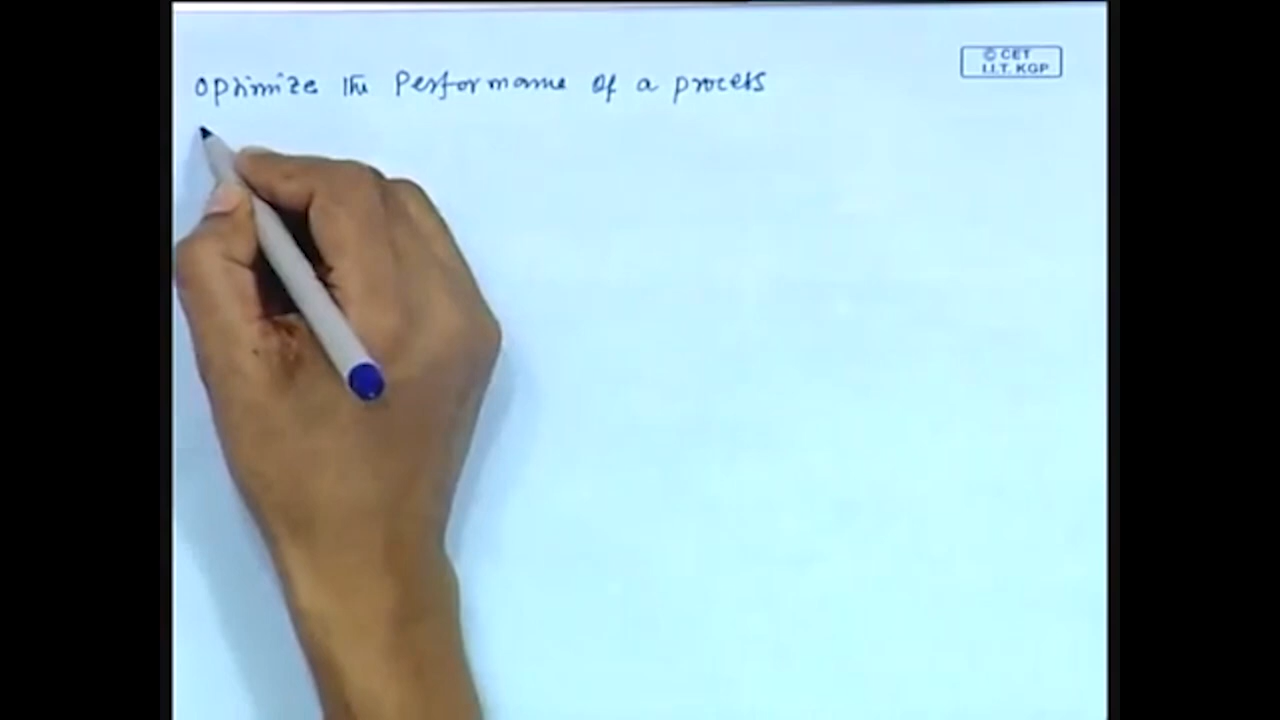 Optimize the Performance of a process
© CET
I.I.T. KGP